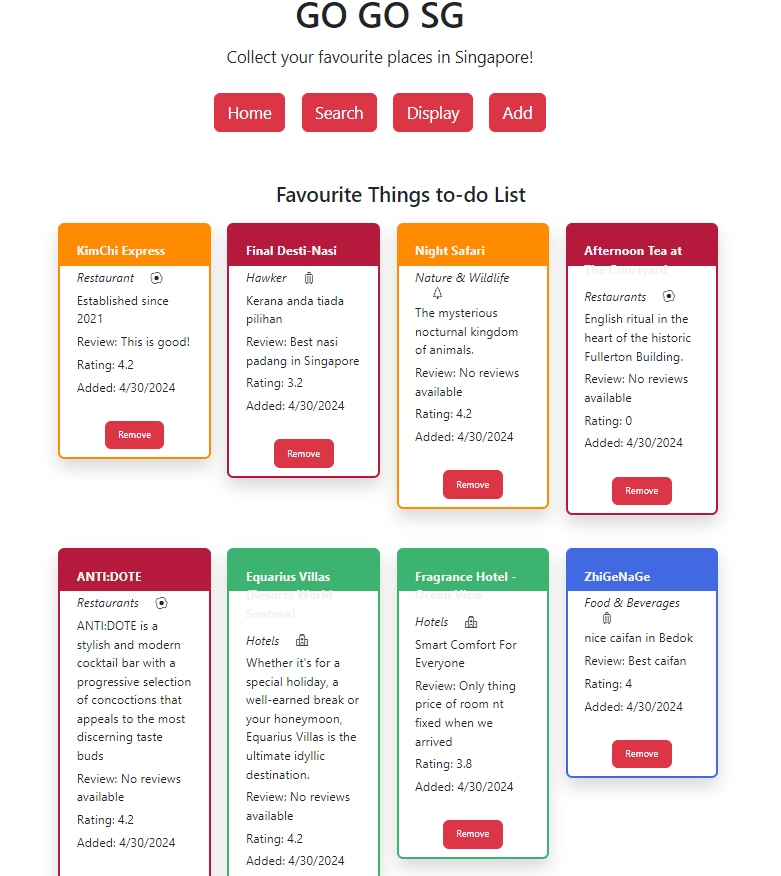 GO GO SG
Collect your favourite places in Singapore!
Home
Search
Display
Add
Favourite Things to-do List
KimChi Express
Restaurant
Established since
2021
Review: This is good!
Rating: 4.2
Added: 4/30/2024
Remove
Final Desti-Nasi
Hawker
Kerana anda tiada
pilihan
Review: Best nasi
padang in Singapore
Rating: 3.2
Added: 4/30/2024
Remove
Night Safari
Nature & Wildlife
The mysterious
nocturnal kingdom
of animals.
Review: No reviews
available
Rating: 4.2
Added: 4/30/2024
Remove
Afternoon Tea at
The Courtyard
Restaurants
English ritual in the
heart of the historic
Fullerton Building.
Review: No reviews
available
Rating: 0
Added: 4/30/2024
Remove
ANTI:DOTE
Restaurants
ANTI:DOTE is a
stylish and modern
cocktail bar with a
progressive selection
of concoctions that
appeals to the most
discerning taste
buds
Review: No reviews
available
Rating: 4.2
Added: 4/30/2024
Equarius Villas
(Resorts World
Sentosa)
Hotels
Whether it's for a
special holiday, a
well-earned break or
your honeymoon,
Equarius Villas is the
ultimate idyllic
destination.
Review: No reviews
available
Rating: 4.2
Added: 4/30/2024
Fragrance Hotel -
Ocean View
Hotels
Smart Comfort For
Everyone
Review: Only thing
price of room nt
fixed when we
arrived
Rating: 3.8
Added: 4/30/2024
Remove
ZhiGeNaGe
Food & Beverages
nice caifan in Bedok
Review: Best caifan
Rating: 4
Added: 4/30/2024
Remove